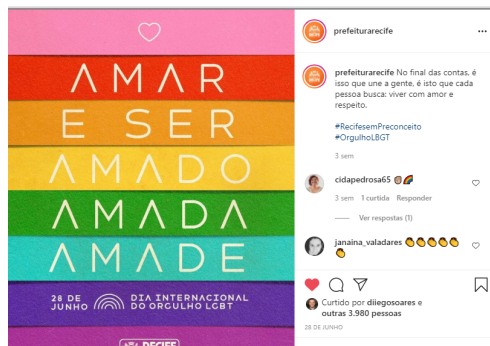 AMAR
E SER
AMADO
AMADA
AMADE
28 DE
JUNHO
DIA INTERNACIONAL
DO ORGULHO LGBT
RECIFE
prefeiturarecife
prefeiturarecife No final das contas, é
isso que une a gente, é isto que cada
pessoa busca: viver com amor e
respeito.
#RecifesemPreconceito
#OrgulhoLBGT
3 sem
cidapedrosa65
3 sem 1 curtida Responder
Ver respostas (1)
janaina_valadares
Curtido por diiegosoares e
outras 3.980 pessoas
28 DE JUNHO